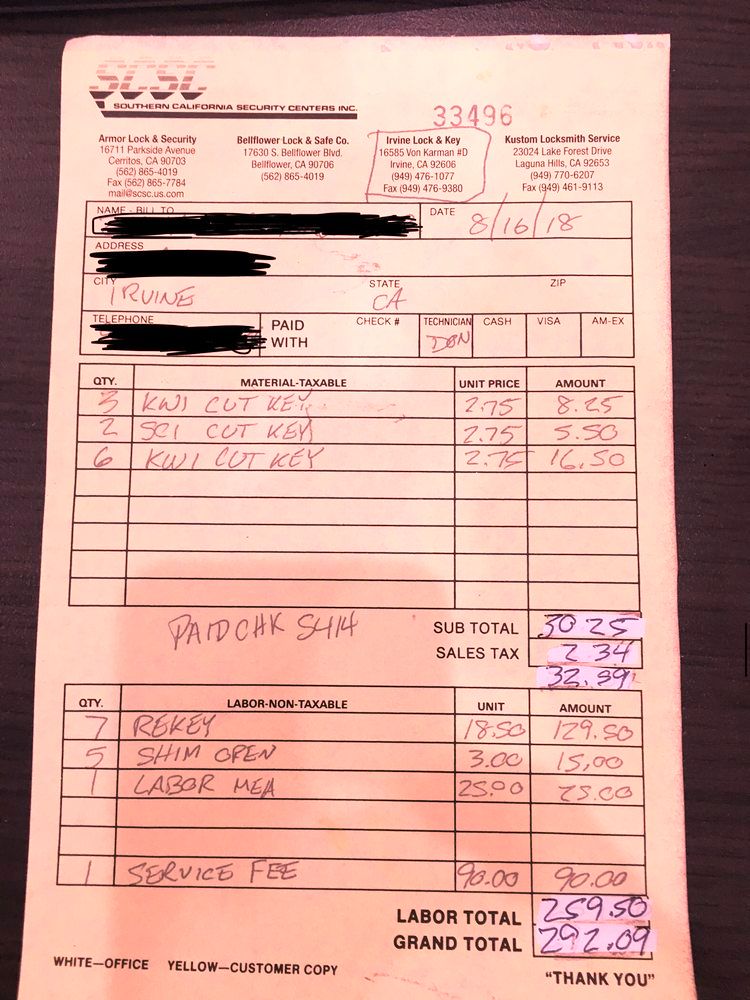 SCSC
SOUTHERN CALIFORNIA SECURITY CENTERS INC.
33496
Armor Lock & Security
16711 Parkside Avenue
Cerritos, CA 90703
(562) 865-4019
Fax (562) 865-7784
mail@scsc.us.com
Bellflower Lock & Safe Co.
17630 S. Bellflower Blvd.
Bellflower, CA 90706
(562) 865-4019
Irvine Lock & Key
16585 Von Karman #D
Irvine, CA 92606
(949) 476-1077
Fax (949) 476-9380
Kustom Locksmith Service
23024 Lake Forest Drive
Laguna Hills, CA 92653
(949) 770-6207
Fax (949) 461-9113
NAME - BILL TO DATE 8/16/18
ADDRESS
CITY IRVINE STATE CA ZIP
TELEPHONE PAID WITH CHECK # TECHNICIAN DON CASH VISA AM-EX
QTY. MATERIAL-TAXABLE UNIT PRICE AMOUNT
3 KWI CUT KEY 2.75 8.25
2 SCI CUT KEY 2.75 5.50
6 KWI CUT KEY 2.75 16.50
PAID CHK 5414
SUB TOTAL 30 25
SALES TAX 2 34
32.39
QTY. LABOR-NON-TAXABLE UNIT AMOUNT
7 REKEY 18.50 129.50
5 SHIM OPEN 3.00 15.00
1 LABOR MEA 25.00 25.00
1 SERVICE FEE 90.00 90.00
LABOR TOTAL 259.50
GRAND TOTAL 292.09
WHITE—OFFICE YELLOW—CUSTOMER COPY "THANK YOU"